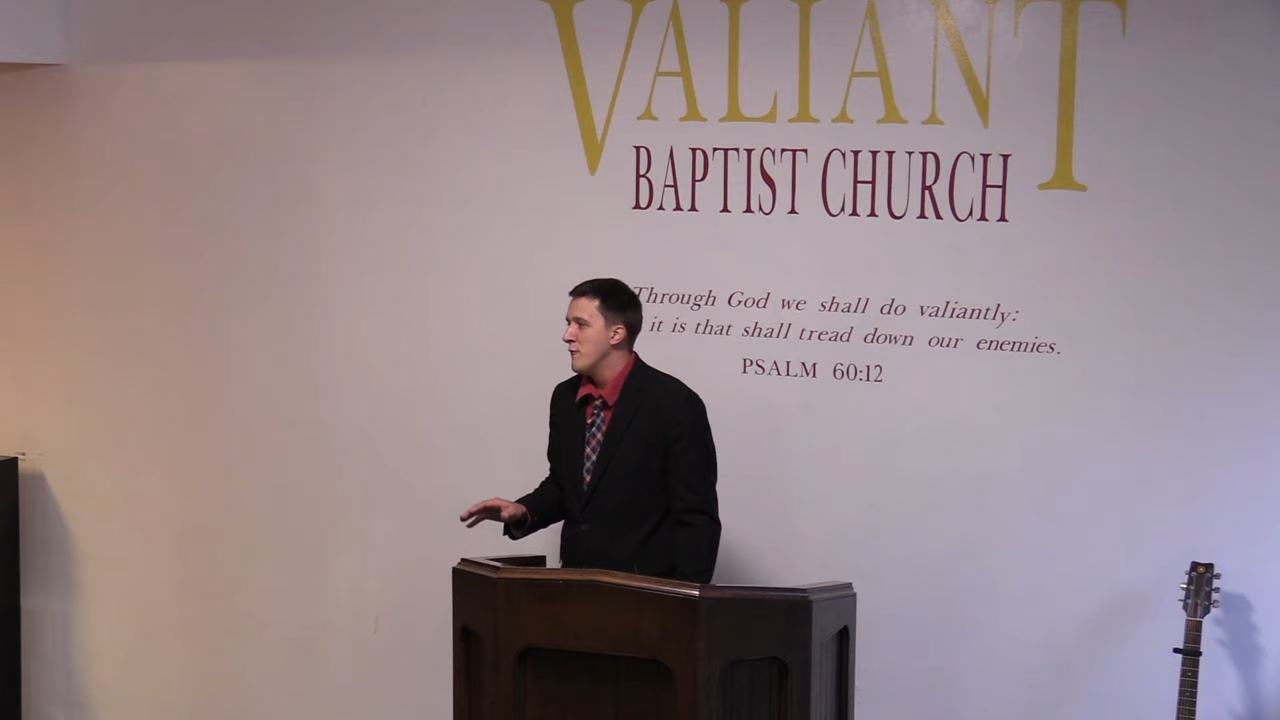 VALIANT
BAPTIST CHURCH
Through God we shall do valiantly:
it is that shall tread down our enemies.
PSALM 60:12